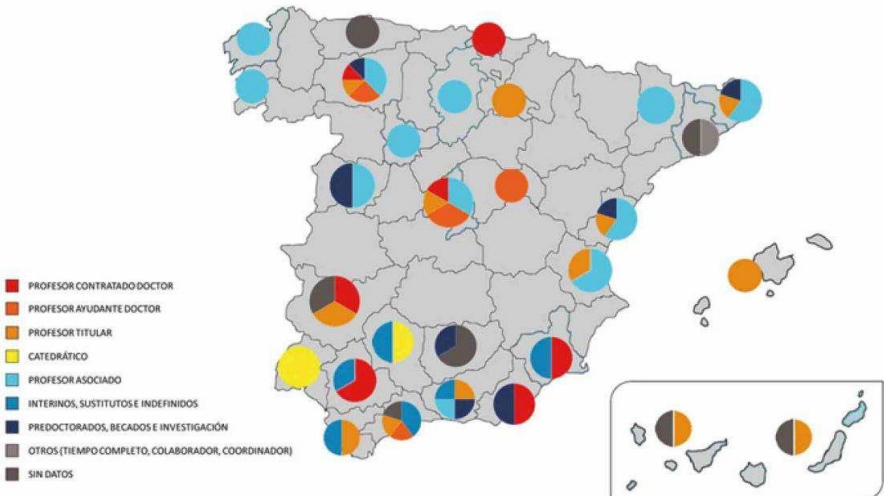 PROFESOR CONTRATADO DOCTOR
PROFESOR AYUDANTE DOCTOR
PROFESOR TITULAR
CATEDRÁTICO
PROFESOR ASOCIADO
INTERINOS, SUSTITUTOS E INDEFINIDOS
PREDOCTORADOS, BECADOS E INVESTIGACIÓN
OTROS (TIEMPO COMPLETO, COLABORADOR, COORDINADOR)
SIN DATOS